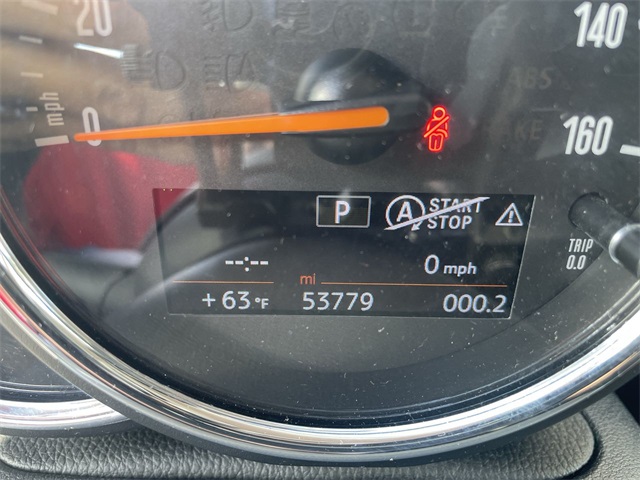 20
140
mph
ABS
0
160
P
A START
STOP
TRIP
0.0
--:--
0 mph
mi
+63 °F 53779 000.2